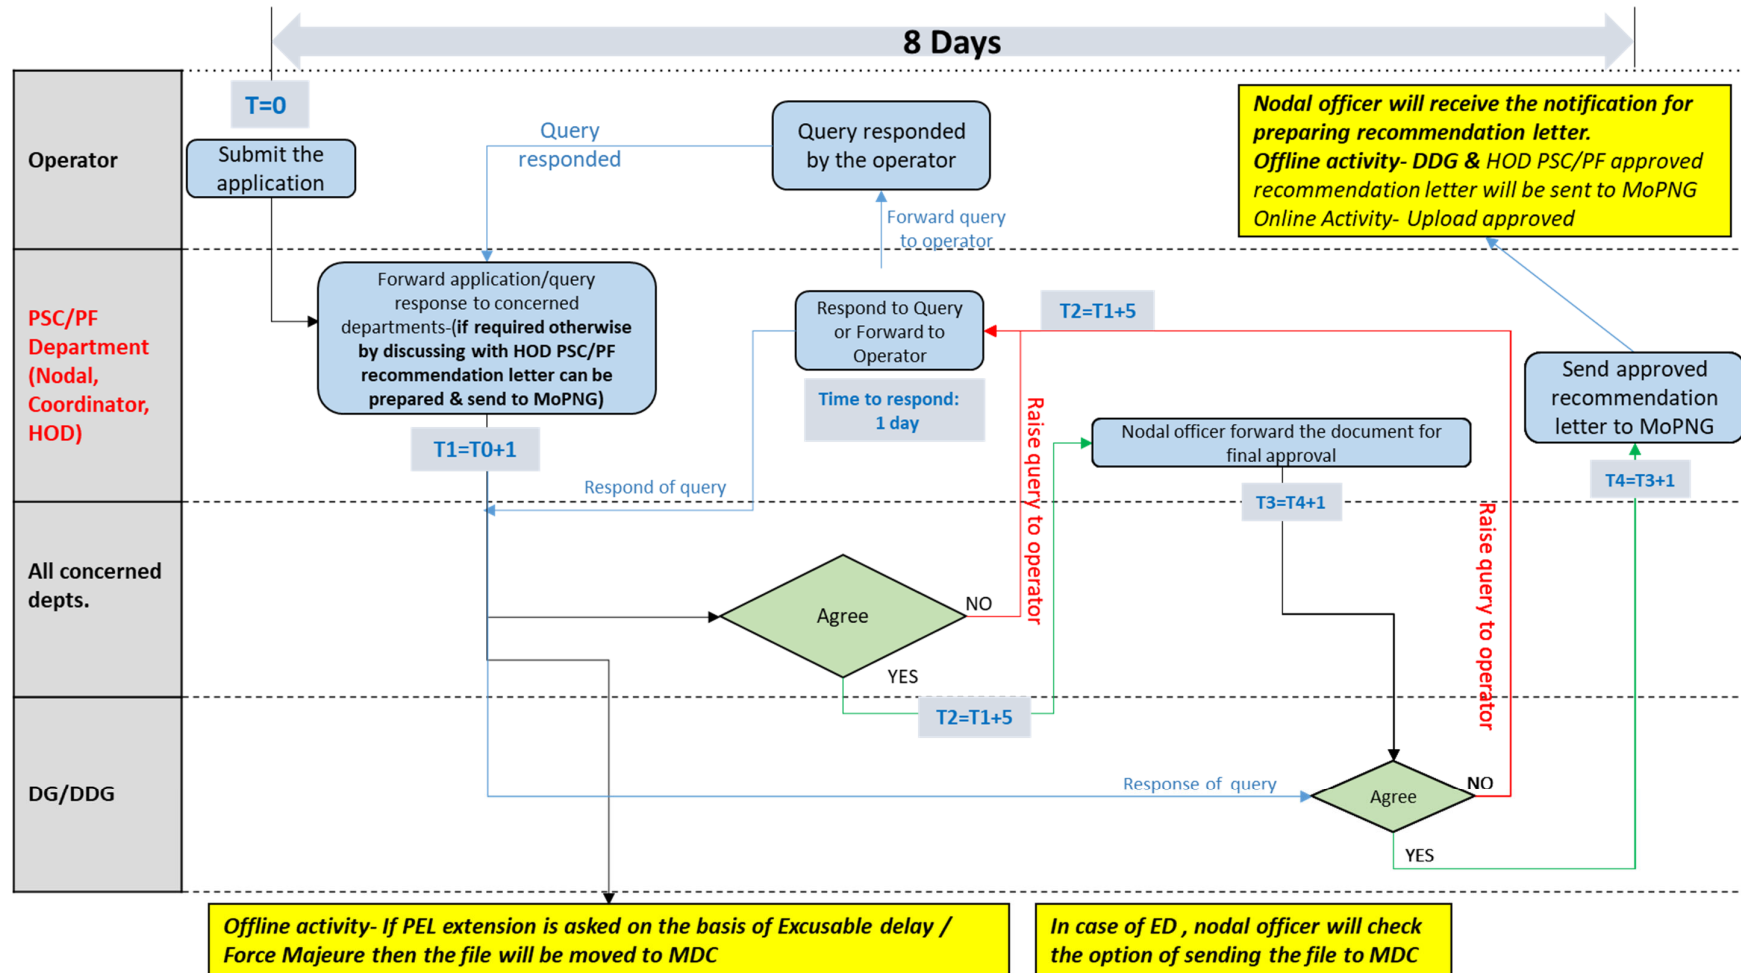 8 Days
T=0
Operator
Submit the
application
Query
responded
Query responded
by the operator
Forward query
to operator
Nodal officer will receive the notification for
preparing recommendation letter.
Offline activity- DDG & HOD PSC/PF approved
recommendation letter will be sent to MoPNG
Online Activity- Upload approved
PSC/PF
Department
(Nodal,
Coordinator,
HOD)
Forward application/query
response to concerned
departments-(if required otherwise
by discussing with HOD PSC/PF
recommendation letter can be
prepared & send to MoPNG)
T1=T0+1
Respond to Query
or Forward to
Operator
Time to respond:
1 day
Respond of query
T2=T1+5
Raise query to operator
Nodal officer forward the document for
final approval
T3=T4+1
Raise query to operator
Send approved
recommendation
letter to MoPNG
T4=T3+1
All concerned
depts.
Agree
NO
YES
T2=T1+5
DG/DDG
Response of query
Agree
NO
YES
Offline activity- If PEL extension is asked on the basis of Excusable delay /
Force Majeure then the file will be moved to MDC
In case of ED , nodal officer will check
the option of sending the file to MDC